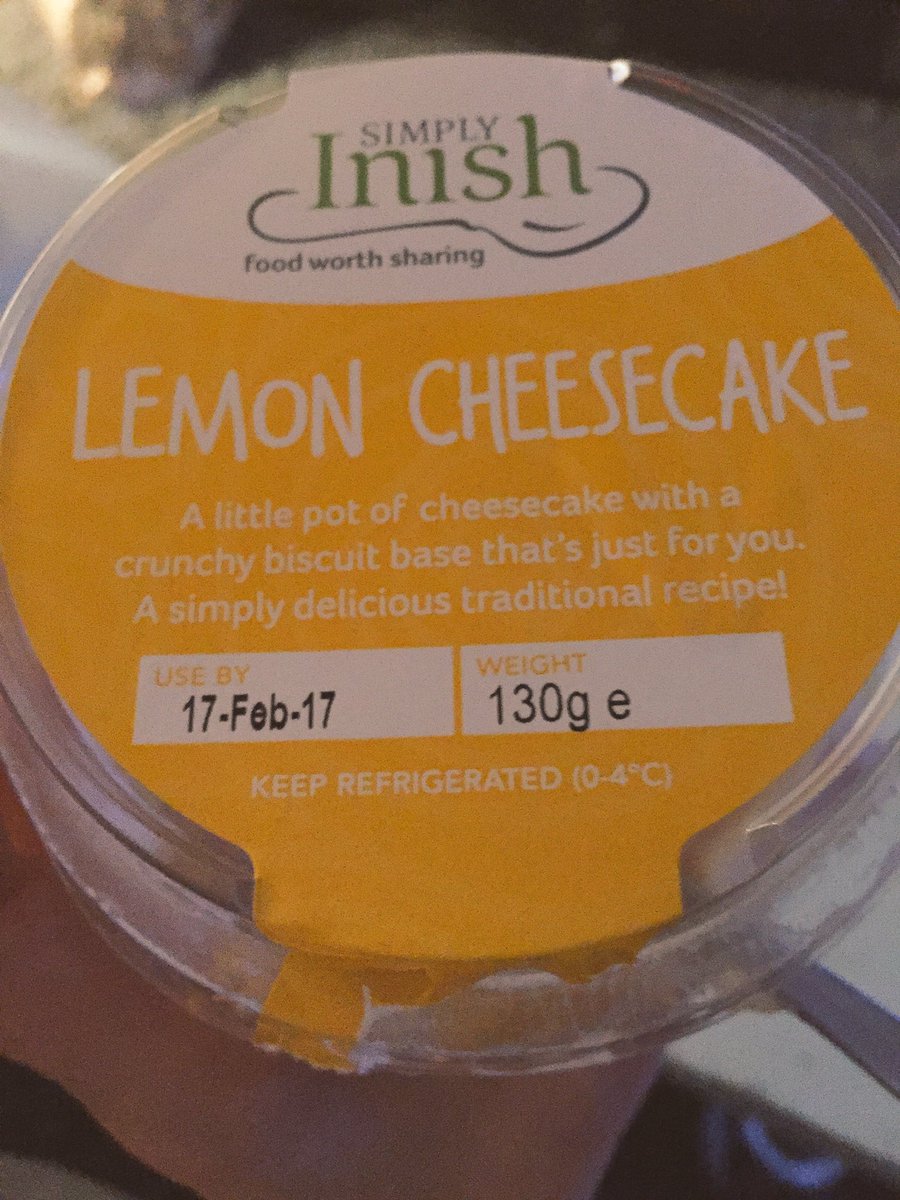 SIMPLY
Inish
food worth sharing
LEMON CHEESECAKE
A little pot of cheesecake with a
crunchy biscuit base that's just for you.
A simply delicious traditional recipe!
USE BY WEIGHT
17-Feb-17 130g e
KEEP REFRIGERATED (0-4°C)